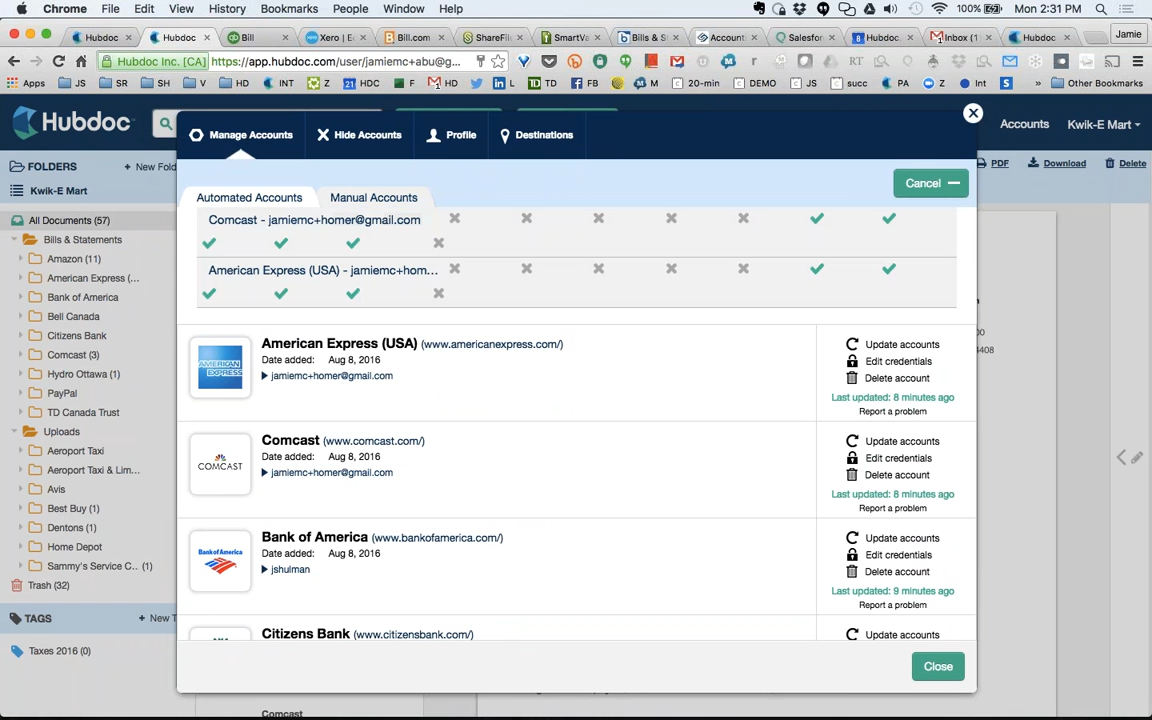 Chrome File Edit View History Bookmarks People Window Help 100% Mon 2:31 PM
Hubdoc Hubdoc Bill Xero | E Bill.com ShareFil SmartVa Bills & S Account Salesfor Hubdoc. Inbox (1 Hubdoc Jamie
Hubdoc Inc. [CA] https://app.hubdoc.com/user/jamiemc+abu@g...
Apps JS SR SH V HD INT Z HDC F HD L TD FB M 20-min DEMO JS succ PA Z Int » Other Bookmarks
Hubdoc
Accounts Kwik-E Mart
Manage Accounts Hide Accounts Profile Destinations
FOLDERS + New Fold
PDF Download Delete
Kwik-E Mart
Cancel
Automated Accounts Manual Accounts
All Documents (57)
Bills & Statements
Amazon (11)
American Express (...
Bank of America
Bell Canada
Citizens Bank
Comcast (3)
Hydro Ottawa (1)
PayPal
TD Canada Trust
Uploads
Aeroport Taxi
Aeroport Taxi & Lim...
Avis
Best Buy (1)
Dentons (1)
Home Depot
Sammy's Service C... (1)
Trash (32)
TAGS + New T
Taxes 2016 (0)
Comcast - jamiemc+homer@gmail.com
American Express (USA) - jamiemc+hom...
AMERICAN EXPRESS
American Express (USA) (www.americanexpress.com/)
Date added: Aug 8, 2016
jamiemc+homer@gmail.com
Update accounts
Edit credentials
Delete account
Last updated: 8 minutes ago
Report a problem
COMCAST
Comcast (www.comcast.com/)
Date added: Aug 8, 2016
jamiemc+homer@gmail.com
Update accounts
Edit credentials
Delete account
Last updated: 8 minutes ago
Report a problem
Bank of America
Bank of America (www.bankofamerica.com/)
Date added: Aug 8, 2016
jshulman
Update accounts
Edit credentials
Delete account
Last updated: 9 minutes ago
Report a problem
Citizens Bank (www.citizensbank.com/)
Update accounts
Close
00
4408
Comcast